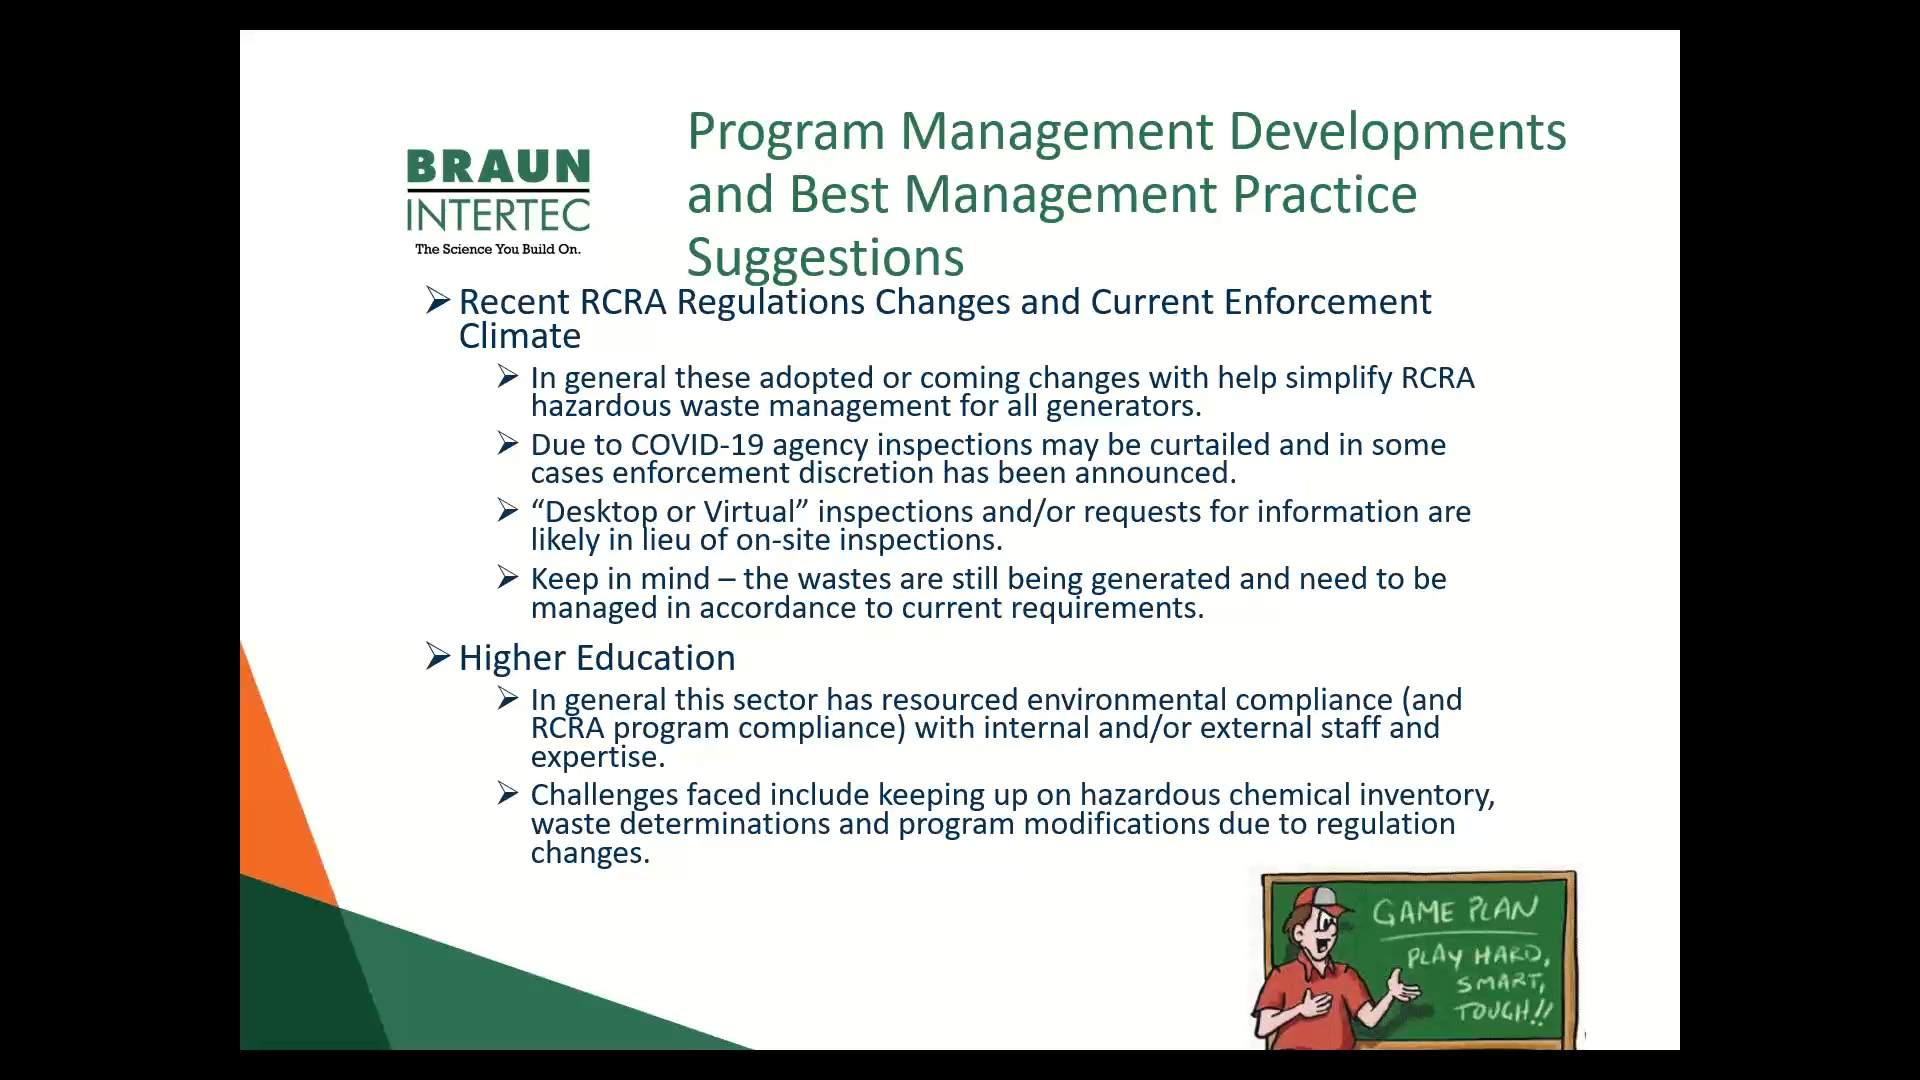 BRAUN
INTERTEC
The Science You Build On.
Program Management Developments
and Best Management Practice
Suggestions
➢ Recent RCRA Regulations Changes and Current Enforcement
Climate
➢ In general these adopted or coming changes with help simplify RCRA
hazardous waste management for all generators.
➢ Due to COVID-19 agency inspections may be curtailed and in some
cases enforcement discretion has been announced.
➢ “Desktop or Virtual” inspections and/or requests for information are
likely in lieu of on-site inspections.
➢ Keep in mind – the wastes are still being generated and need to be
managed in accordance to current requirements.
➢ Higher Education
➢ In general this sector has resourced environmental compliance (and
RCRA program compliance) with internal and/or external staff and
expertise.
➢ Challenges faced include keeping up on hazardous chemical inventory,
waste determinations and program modifications due to regulation
changes.
GAME PLAN
PLAY HARD,
SMART,
TOUGH!!